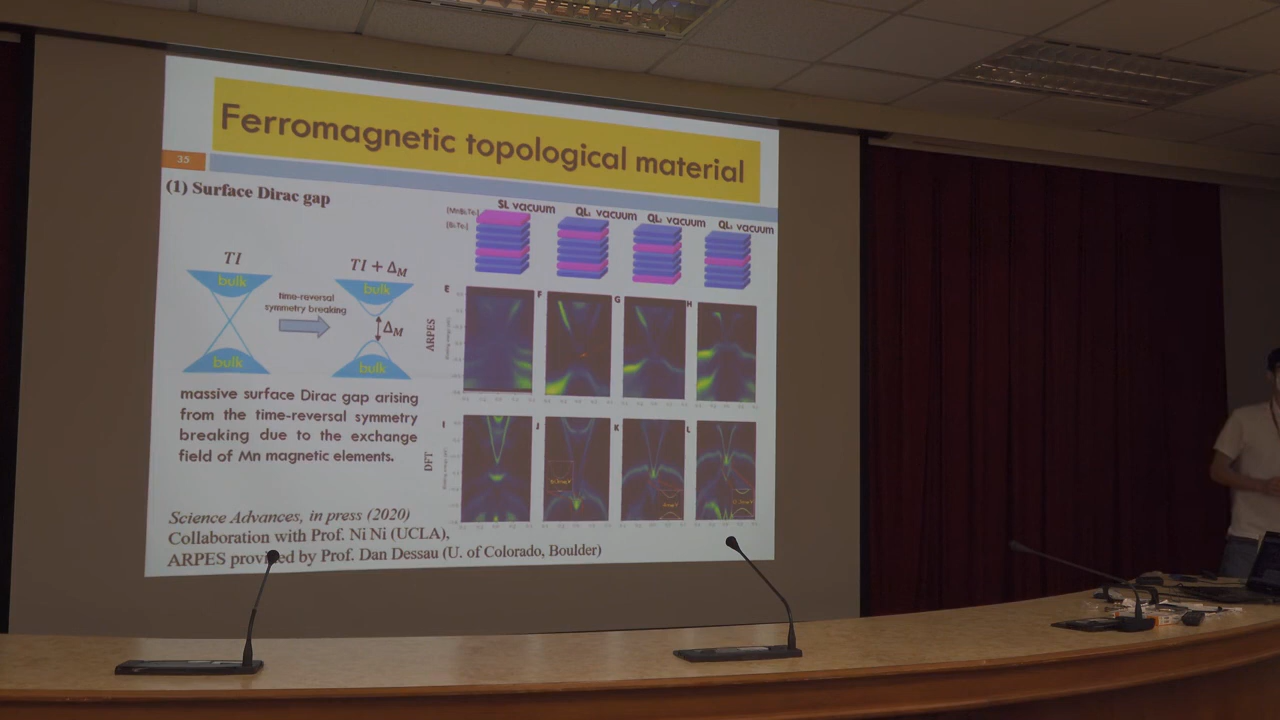 Ferromagnetic topological material
35
(1) Surface Dirac gap
SL vacuum
QL₁ vacuum
QL₂ vacuum
QL₃ vacuum
TI
TI + Δ_M
bulk
bulk
time-reversal
symmetry breaking
Δ_M
bulk
bulk
E
F
G
H
ARPES
I
J
K
L
DFT
massive surface Dirac gap arising
from the time-reversal symmetry
breaking due to the exchange
field of Mn magnetic elements.
Science Advances, in press (2020)
Collaboration with Prof. Ni Ni (UCLA),
ARPES provided by Prof. Dan Dessau (U. of Colorado, Boulder)